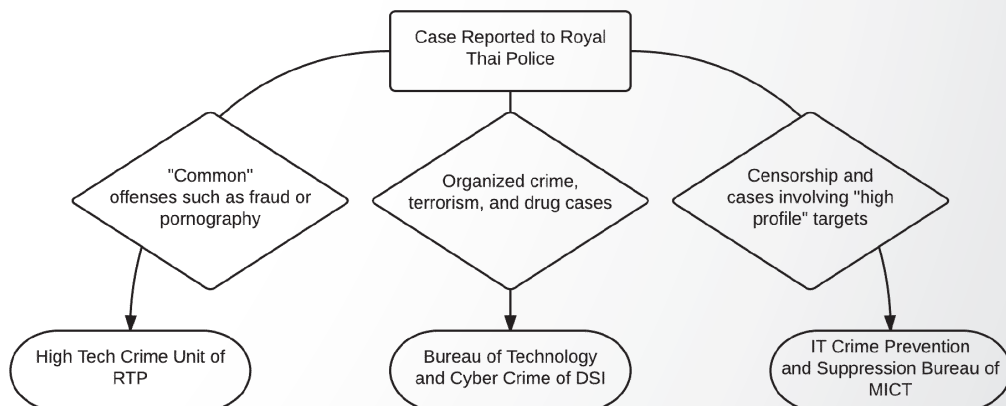 Case Reported to Royal
Thai Police
"Common"
offenses such as fraud or
pornography
Organized crime,
terrorism, and drug cases
Censorship and
cases involving "high
profile" targets
High Tech Crime Unit of
RTP
Bureau of Technology
and Cyber Crime of DSI
IT Crime Prevention
and Suppression Bureau of
MICT